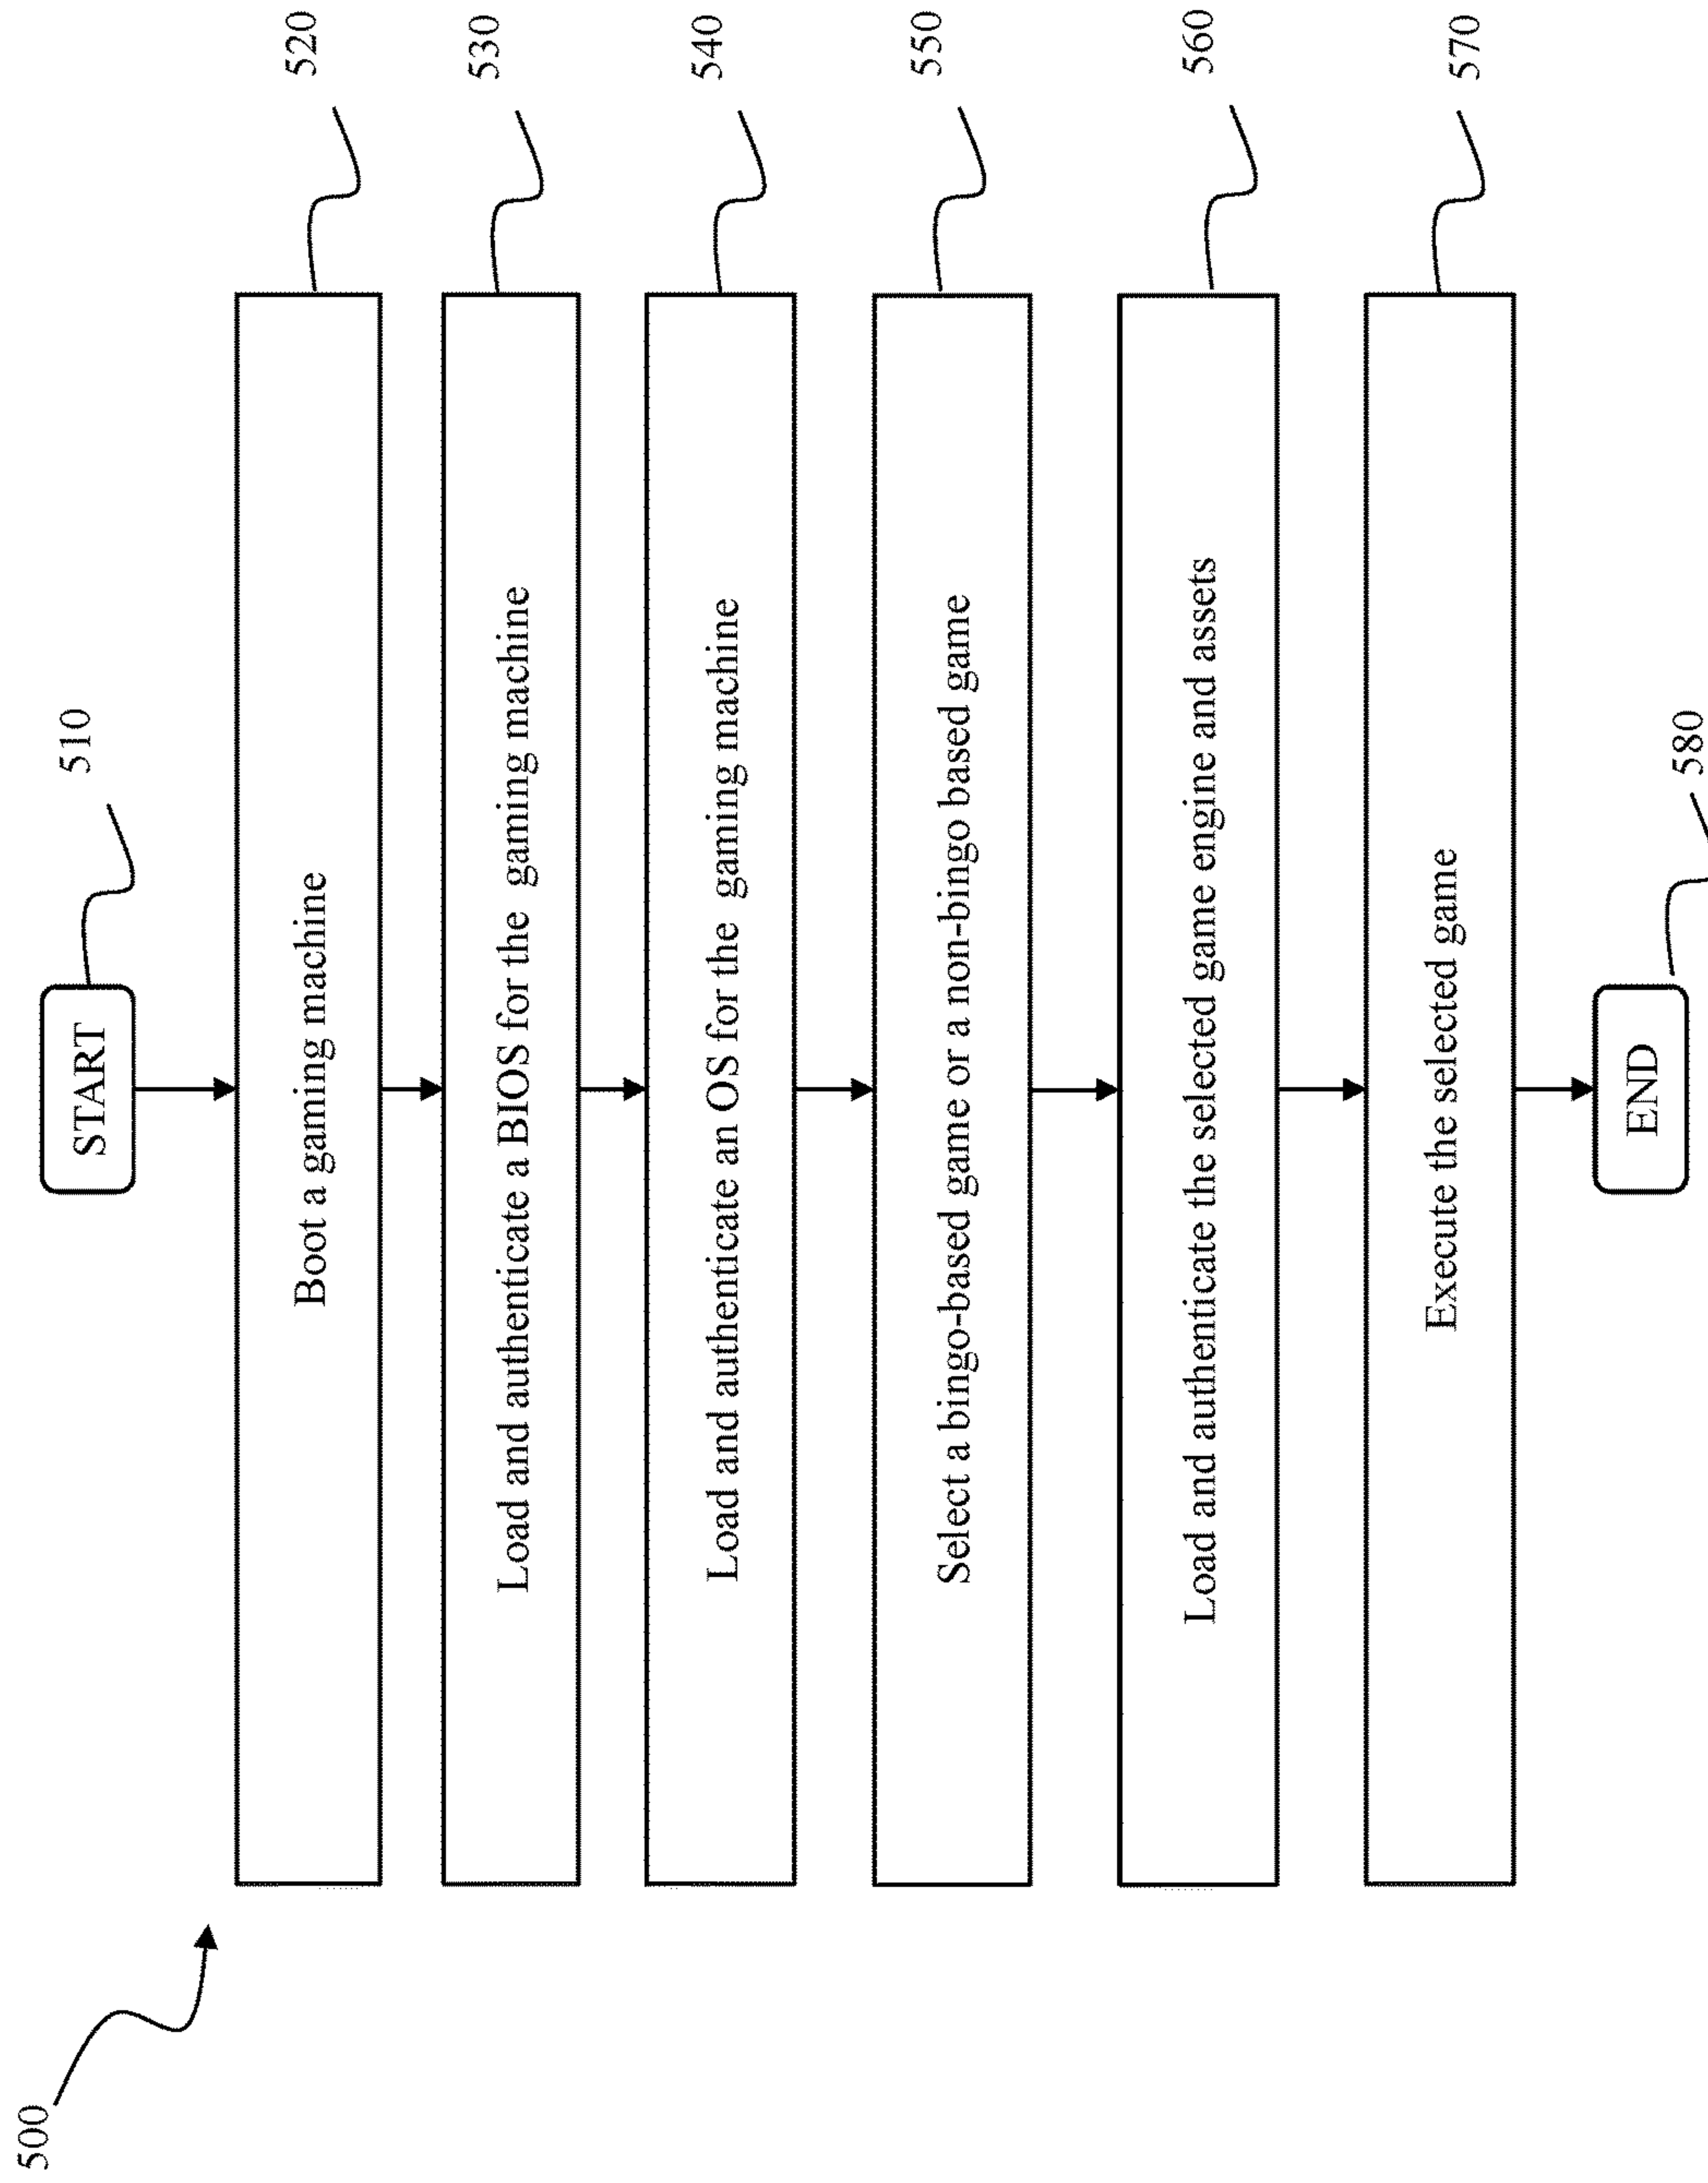 500
START
510
Boot a gaming machine
520
Load and authenticate a BIOS for the gaming machine
530
Load and authenticate an OS for the gaming machine
540
Select a bingo-based game or a non-bingo based game
550
Load and authenticate the selected game engine and assets
560
Execute the selected game
570
END
580